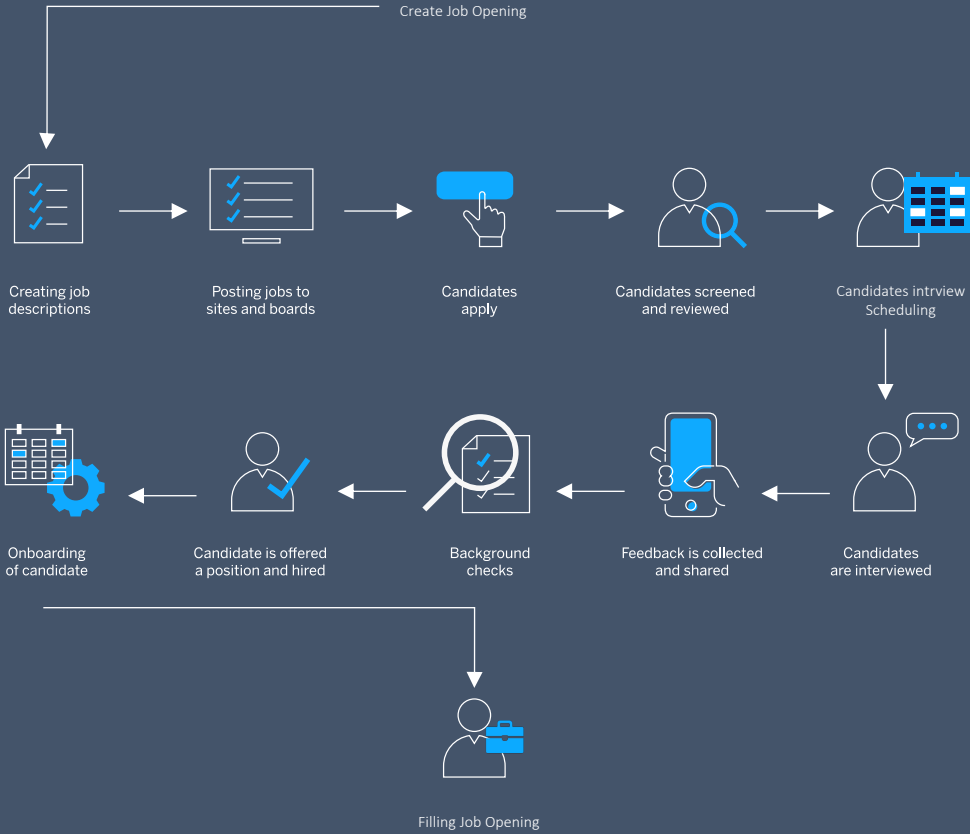 Create Job Opening
Creating job
descriptions
Posting jobs to
sites and boards
Candidates
apply
Candidates screened
and reviewed
Candidates intrview
Scheduling
Candidates
are interviewed
Feedback is collected
and shared
Background
checks
Candidate is offered
a position and hired
Onboarding
of candidate
Filling Job Opening